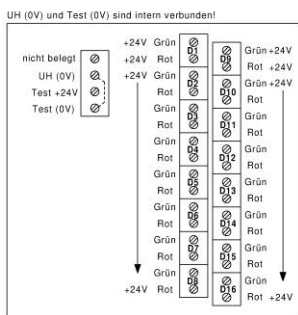 UH (0V) und Test (0V) sind intern verbunden!
nicht belegt
UH (0V)
Test +24V
Test (0V)
+24V Grün D1
+24V Rot
+24V Grün D2
Rot
Grün D3
Rot
Grün D4
Rot
Grün D5
Rot
Grün D6
Rot
Grün D7
Rot
Grün D8
+24V Rot
D9 Grün +24V
Rot +24V
D10 Grün +24V
Rot
D11 Grün
Rot
D12 Grün
Rot
D13 Grün
Rot
D14 Grün
Rot
D15 Grün
Rot
D16 Grün
Rot +24V